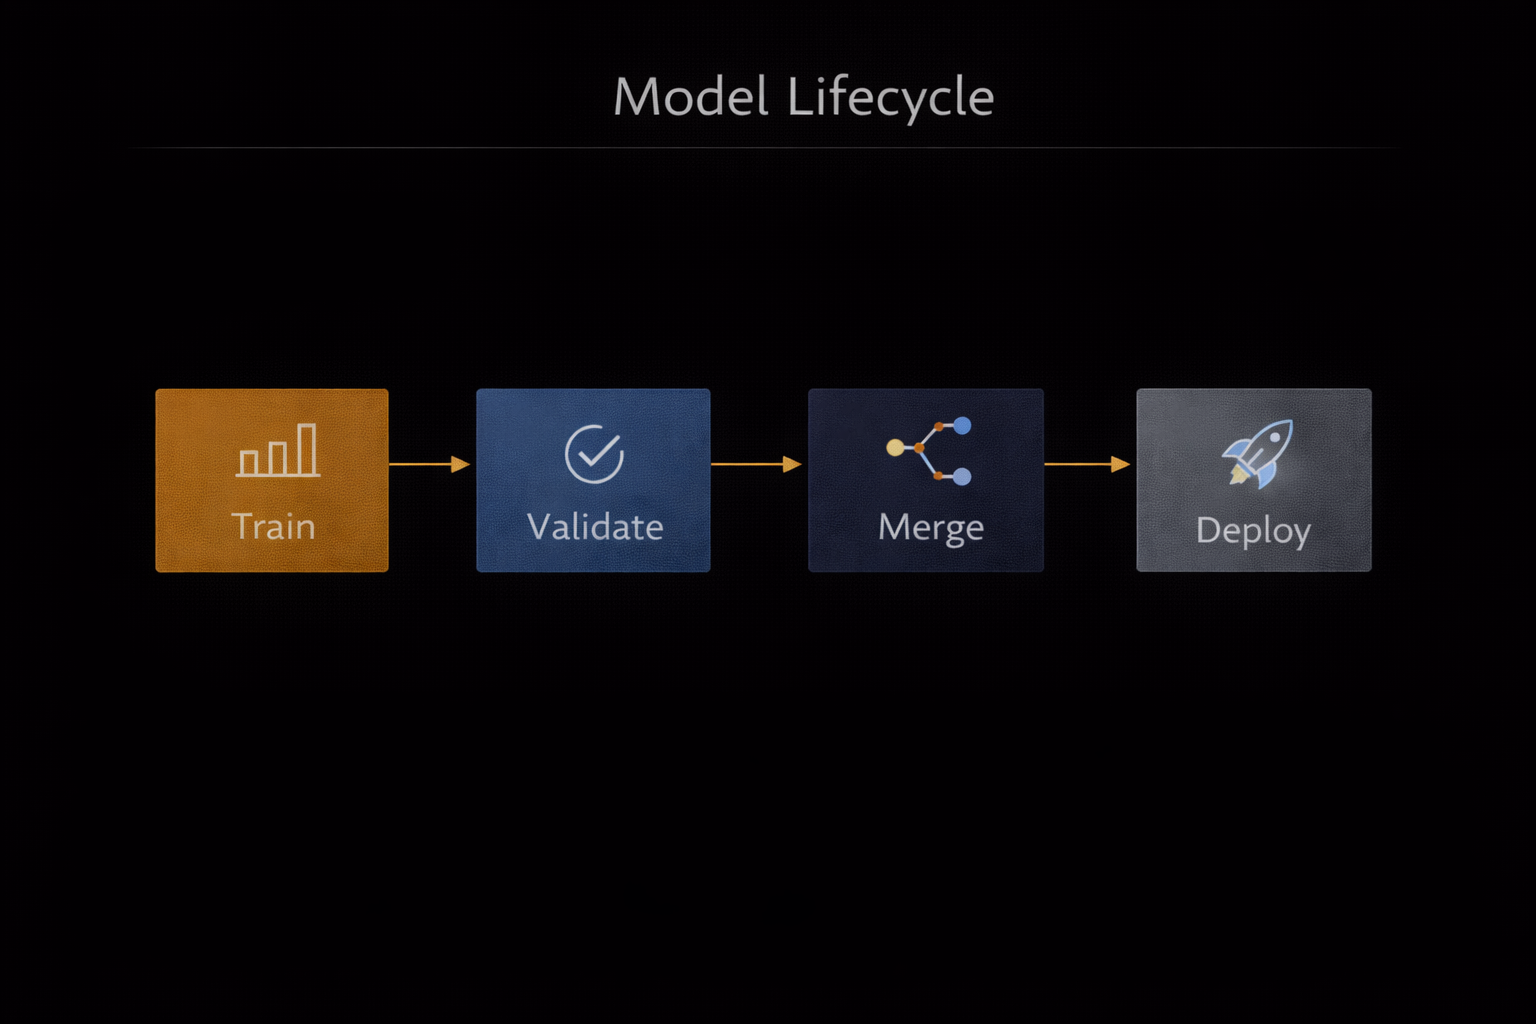 Model Lifecycle
Train
Validate
Merge
Deploy